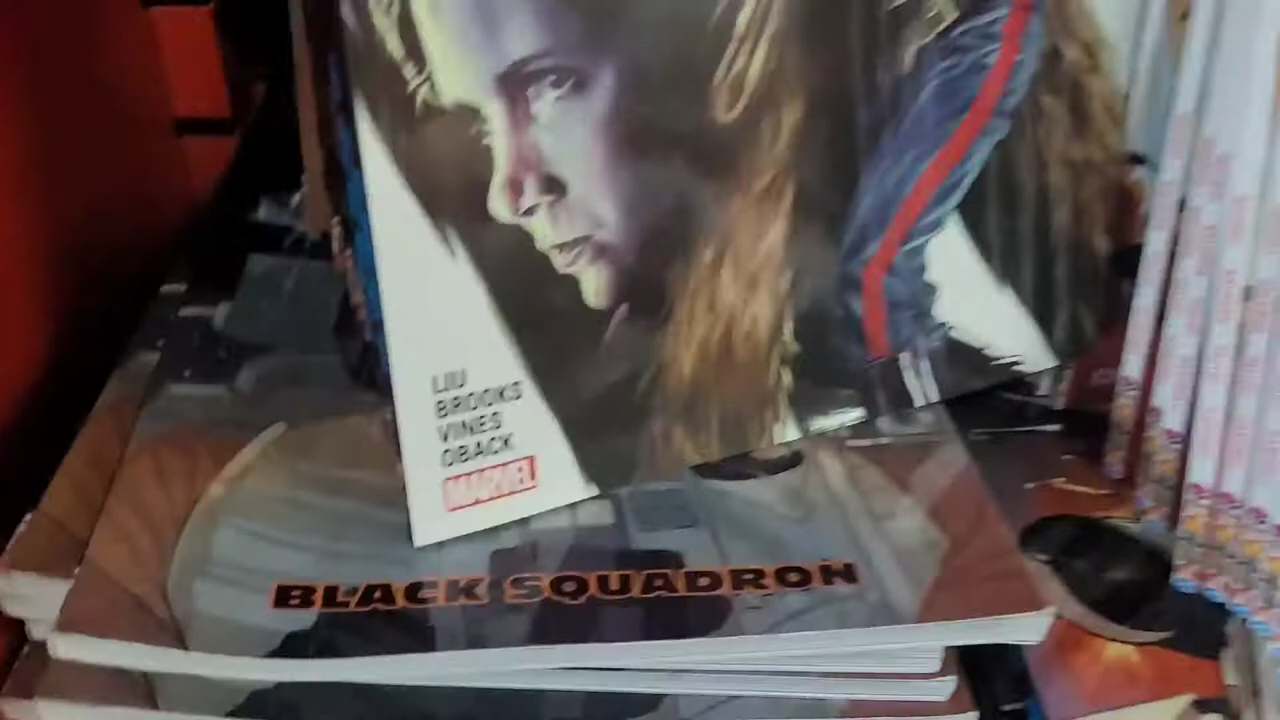 LIU
BROOKS
VINES
OBACK
MARVEL
BLACK SQUADRON